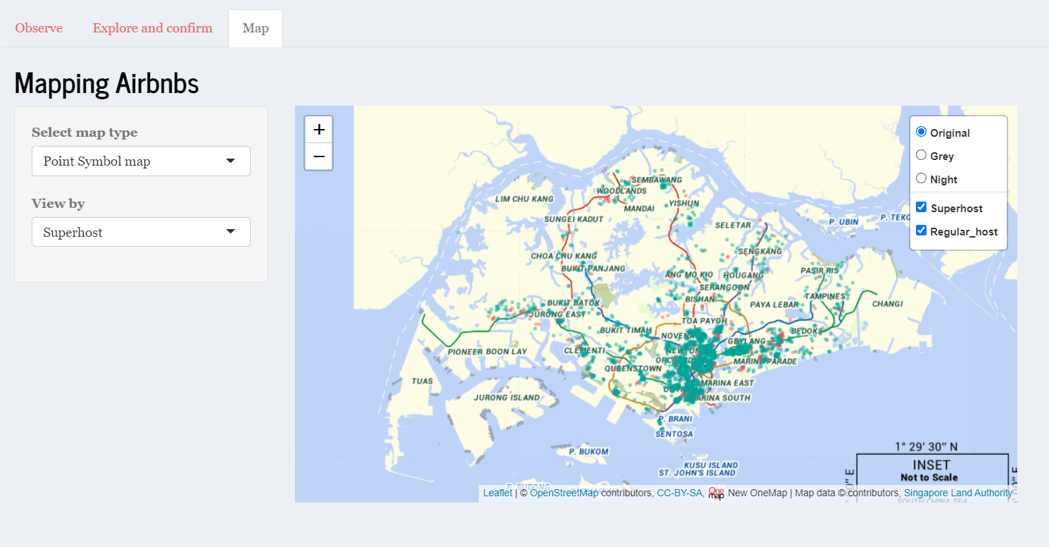 Observe
Explore and confirm
Map
Mapping Airbnbs
Select map type
Point Symbol map
View by
Superhost
+
−
Original
Grey
Night
Superhost
Regular_host
SEMBAWANG
WOODLANDS
LIM CHU KANG
MANDAI
YISHUN
SUNGEI KADUT
SELETAR
P. UBIN
P. TEKO
SENGKANG
CHOA CHU KANG
BUKIT PANJANG
ANG MO KIO
HOUGANG
PASIR RIS
SERANGOON
BISHAN
TAMPINES
BUKIT BATOK
PAYA LEBAR
CHANGI
JURONG EAST
TOA PAYOH
BUKIT TIMAH
BEDOK
GEYLANG
PIONEER
BOON LAY
CLEMENTI
MARINE PARADE
QUEENSTOWN
TUAS
MARINA EAST
JURONG ISLAND
P. BRANI
SENTOSA
P. BUKOM
KUSU ISLAND
ST. JOHN'S ISLAND
1° 29' 30" N
INSET
Not to Scale
Leaflet | © OpenStreetMap contributors, CC-BY-SA, New OneMap | Map data © contributors, Singapore Land Authority